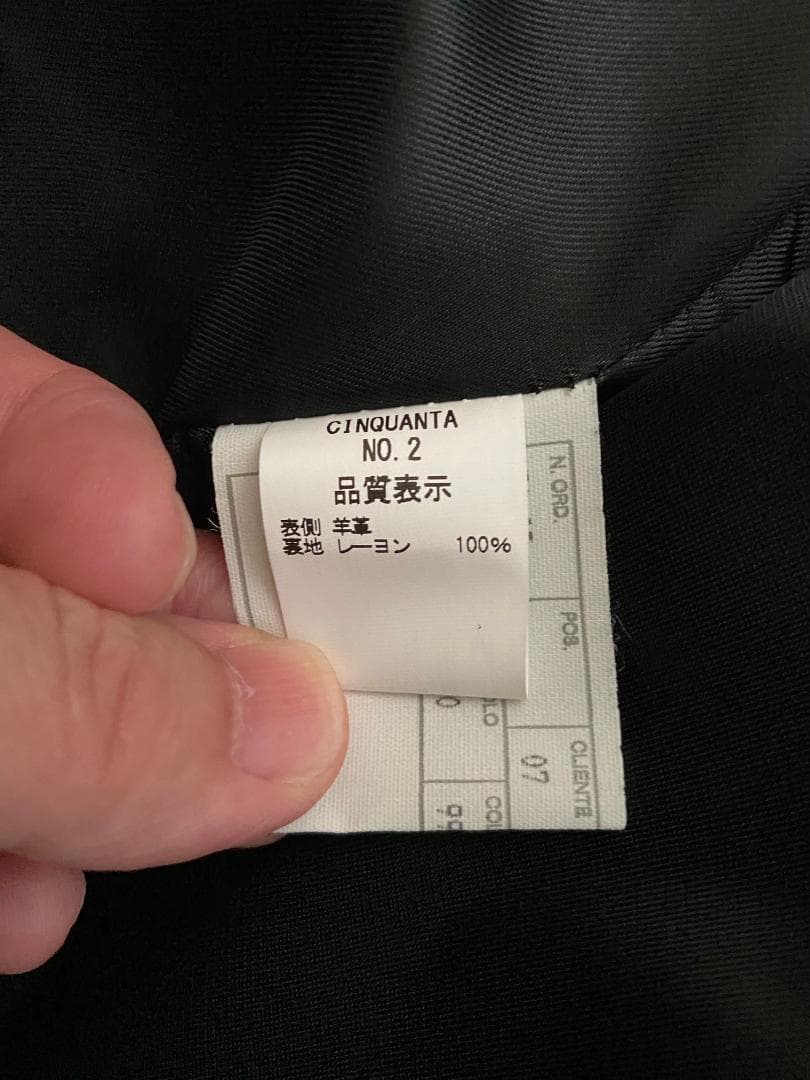 CINQUANTA
NO.2
品質表示
表側 羊革
裏地 レーヨン 100%
N. ORD.
POS.
CLIENTE
07